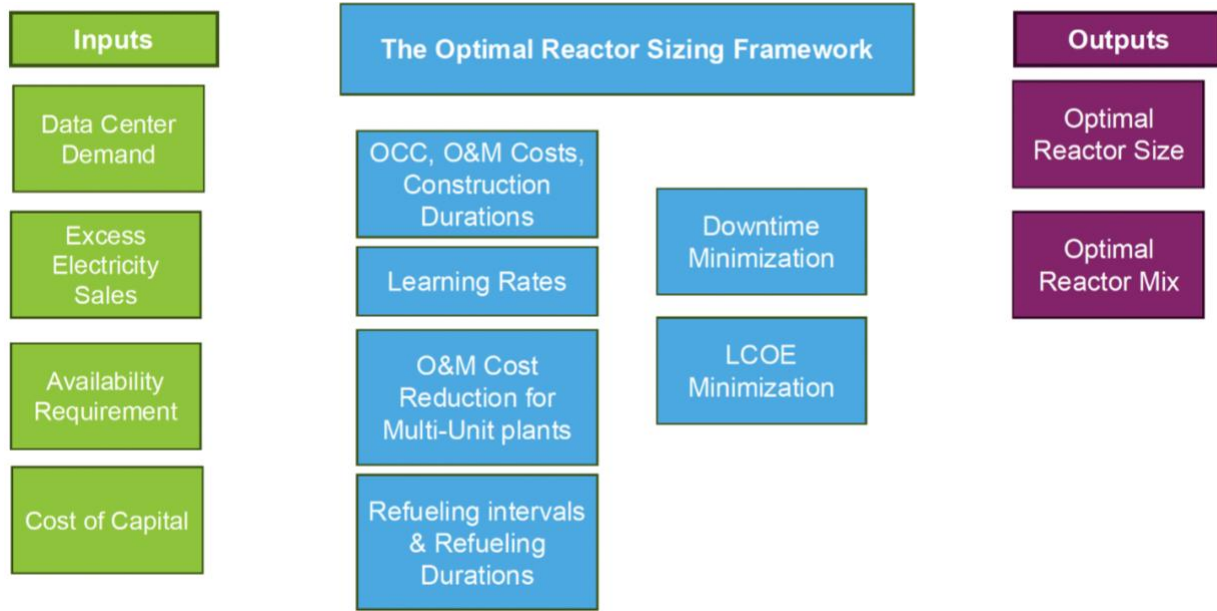 Inputs
Data Center
Demand
Excess
Electricity
Sales
Availability
Requirement
Cost of Capital
The Optimal Reactor Sizing Framework
OCC, O&M Costs,
Construction
Durations
Learning Rates
O&M Cost
Reduction for
Multi-Unit plants
Refueling intervals
& Refueling
Durations
Downtime
Minimization
LCOE
Minimization
Outputs
Optimal
Reactor Size
Optimal
Reactor Mix